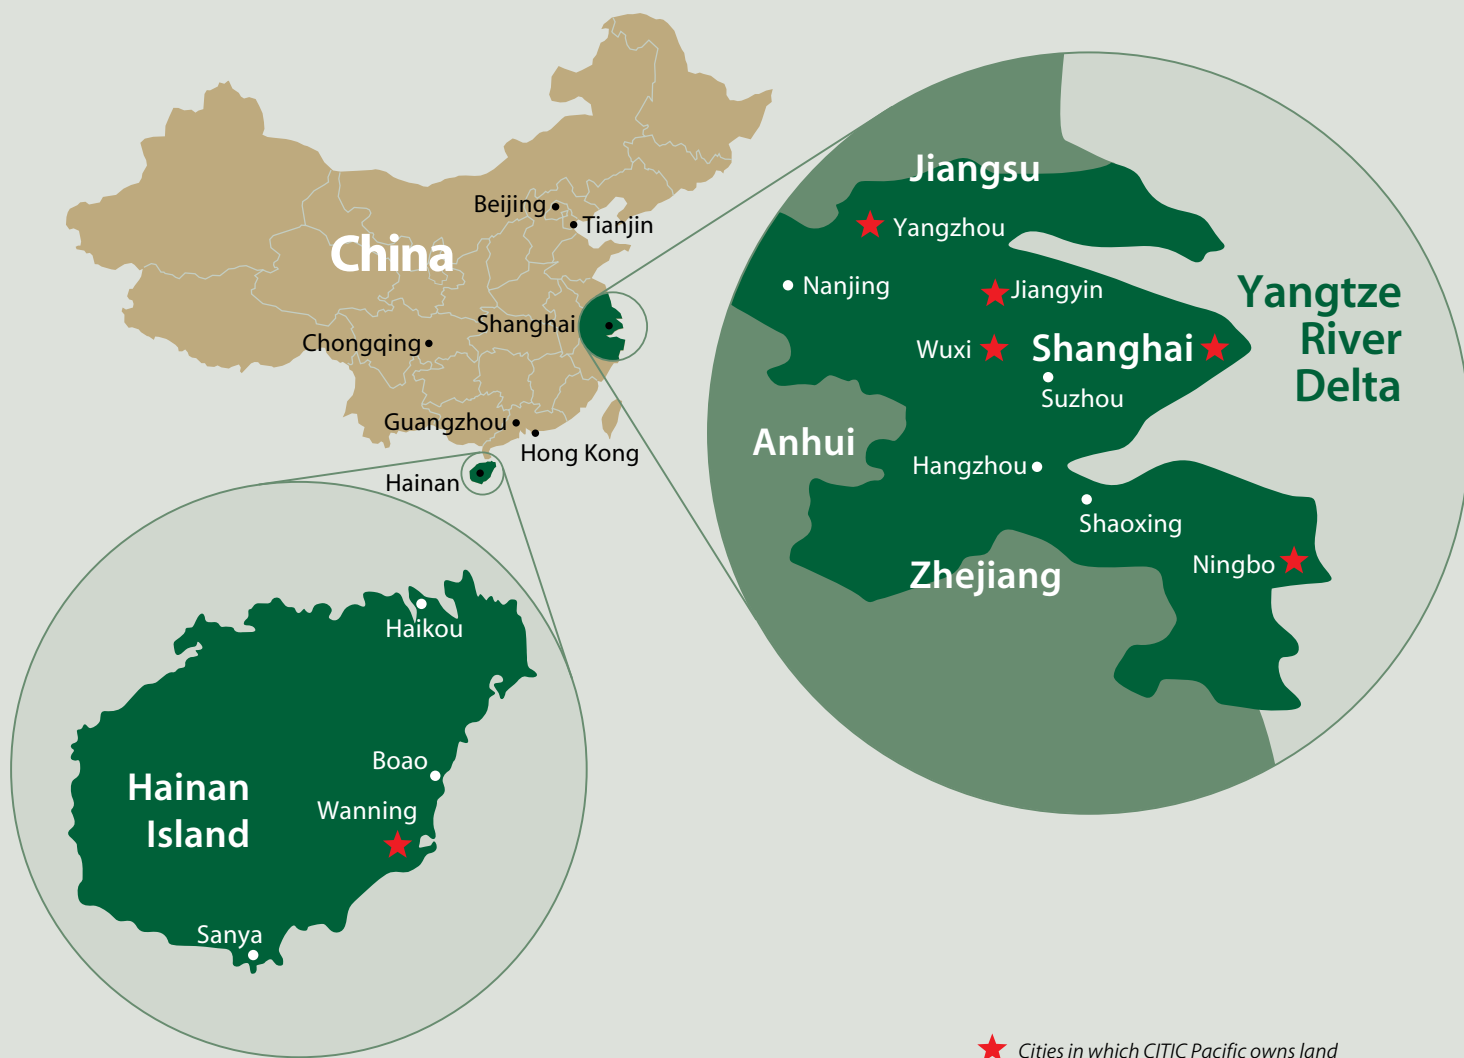 Beijing
Tianjin
China
Shanghai
Chongqing
Guangzhou
Hong Kong
Hainan
Jiangsu
Yangzhou
Nanjing
Jiangyin
Wuxi
Shanghai
Suzhou
Anhui
Hangzhou
Shaoxing
Zhejiang
Ningbo
Yangtze
River
Delta
Haikou
Boao
Wanning
Hainan
Island
Sanya
Cities in which CITIC Pacific owns land